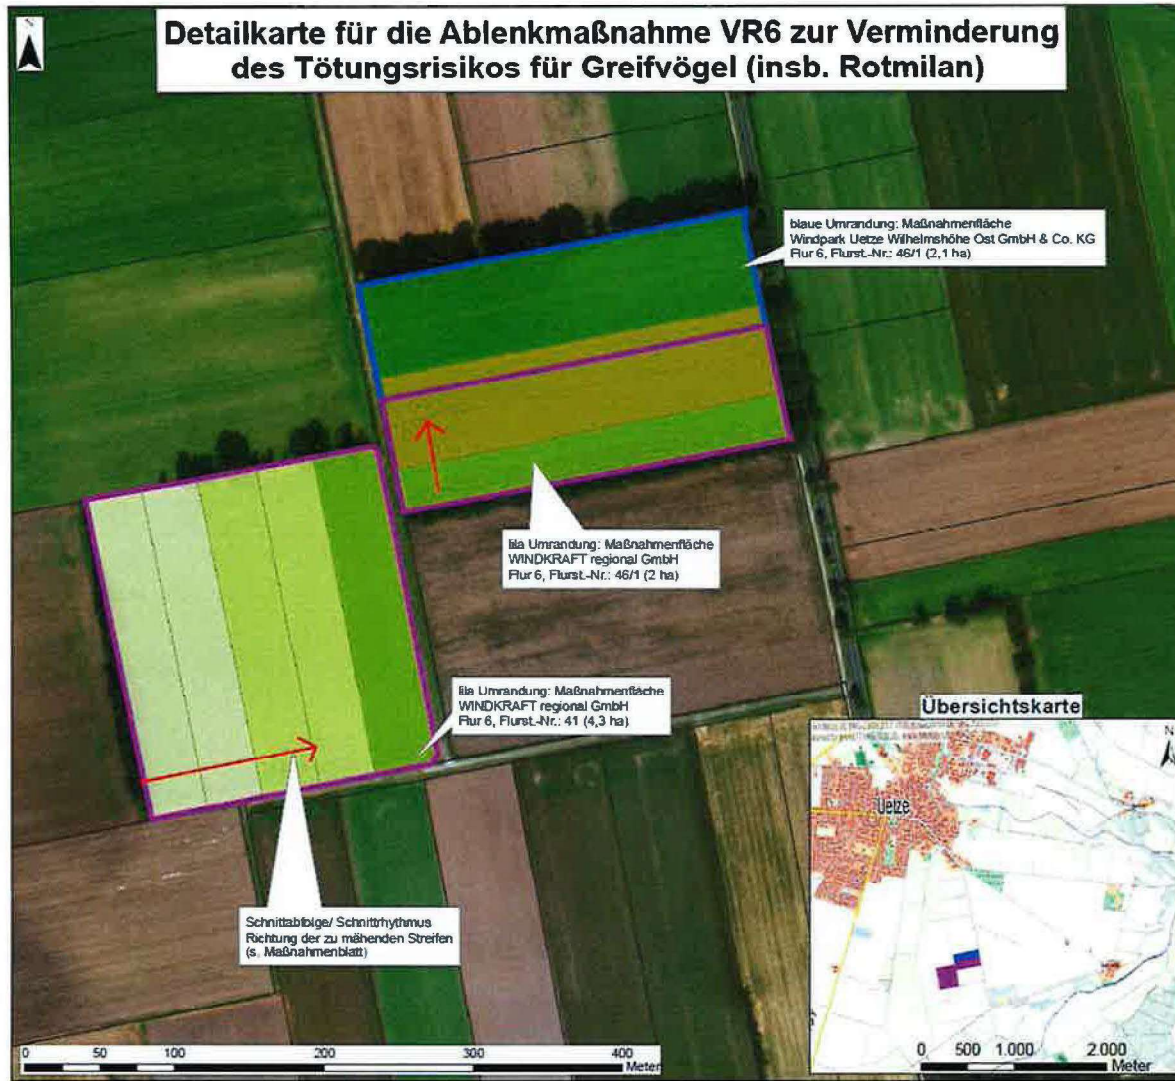 N
Detailkarte für die Ablenkmaßnahme VR6 zur Verminderung
des Tötungsrisikos für Greifvögel (insb. Rotmilan)
blaue Umrandung: Maßnahmenfläche
Windpark Uetze Wilhelmshöhe Ost GmbH & Co. KG
Flur 6, Flurst.-Nr.: 46/1 (2,1 ha)
lila Umrandung: Maßnahmenfläche
WINDKRAFT regional GmbH
Flur 6, Flurst.-Nr.: 46/1 (2 ha)
lila Umrandung: Maßnahmenfläche
WINDKRAFT regional GmbH
Flur 6, Flurst.-Nr.: 41 (4,3 ha)
Schnittabfolge/ Schnittrhythmus
Richtung der zu mähenden Streifen
(s. Maßnahmenblatt)
Übersichtskarte
N
Uetze
0 500 1.000 2.000
Meter
0 50 100 200 300 400
Meter